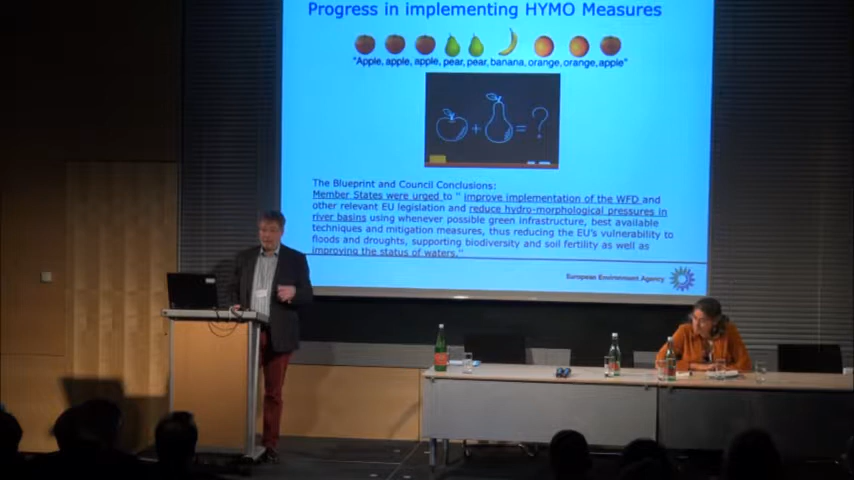 Progress in implementing HYMO Measures
"Apple, apple, apple, pear, pear, banana, orange, orange, apple"
+ = ?
The Blueprint and Council Conclusions:
Member States were urged to " improve implementation of the WFD and
other relevant EU legislation and reduce hydro-morphological pressures in
river basins using whenever possible green infrastructure, best available
techniques and mitigation measures, thus reducing the EU's vulnerability to
floods and droughts, supporting biodiversity and soil fertility as well as
improving the status of waters."
European Environment Agency